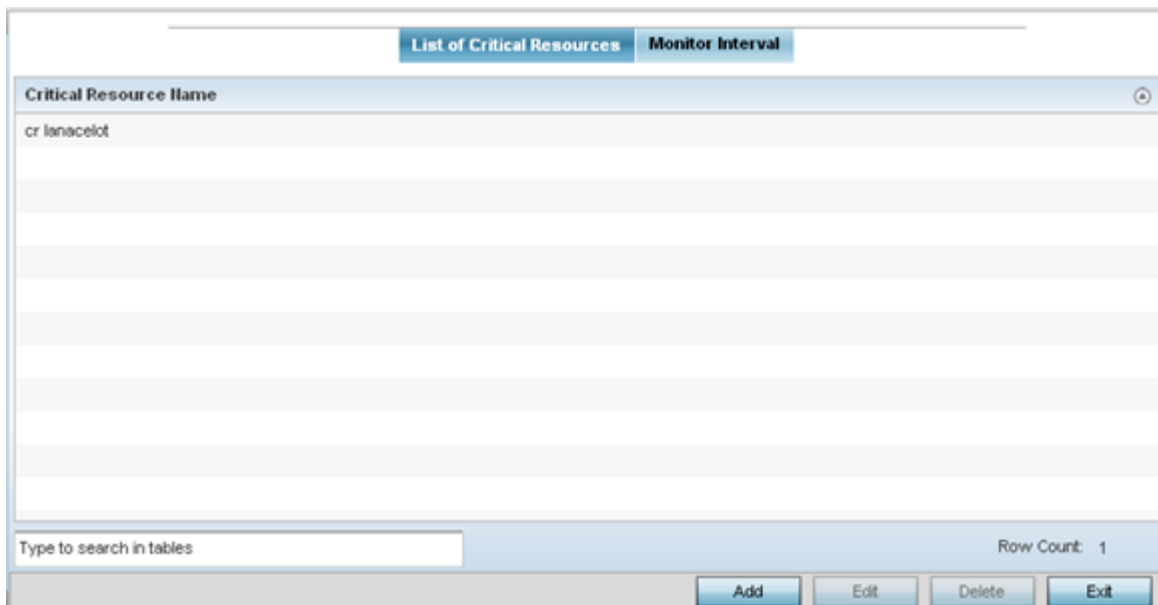 List of Critical Resources Monitor Interval
Critical Resource Name
cr lanacelot
Type to search in tables Row Count: 1
Add Edit Delete Exit